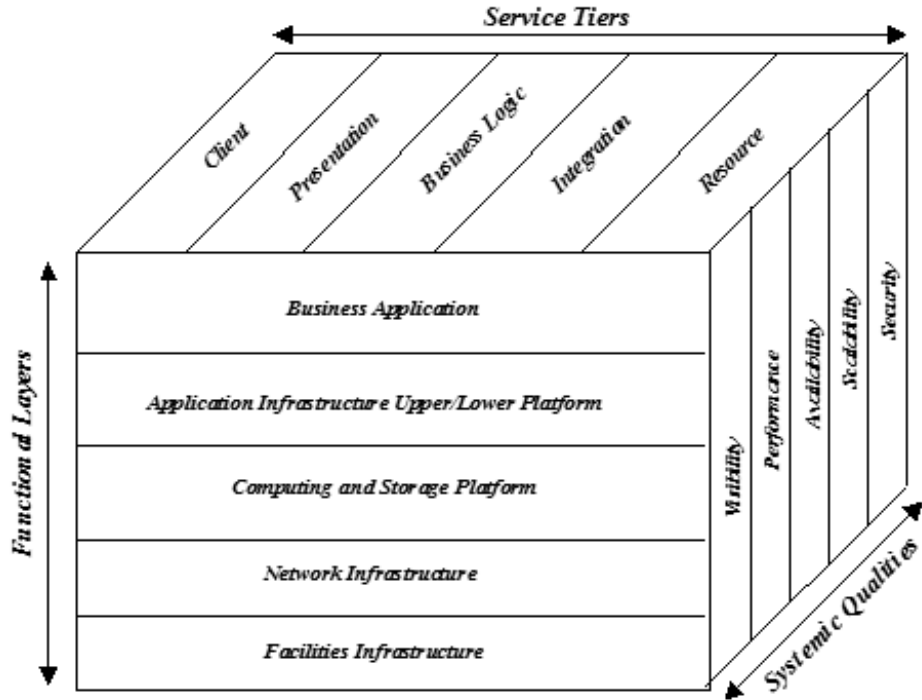 Service Tiers
Client
Presentation
Business Logic
Integration
Resource
Functional Layers
Business Application
Application Infrastructure Upper/Lower Platform
Computing and Storage Platform
Network Infrastructure
Facilities Infrastructure
Visibility
Performance
Availability
Scalability
Security
Systemic Qualities